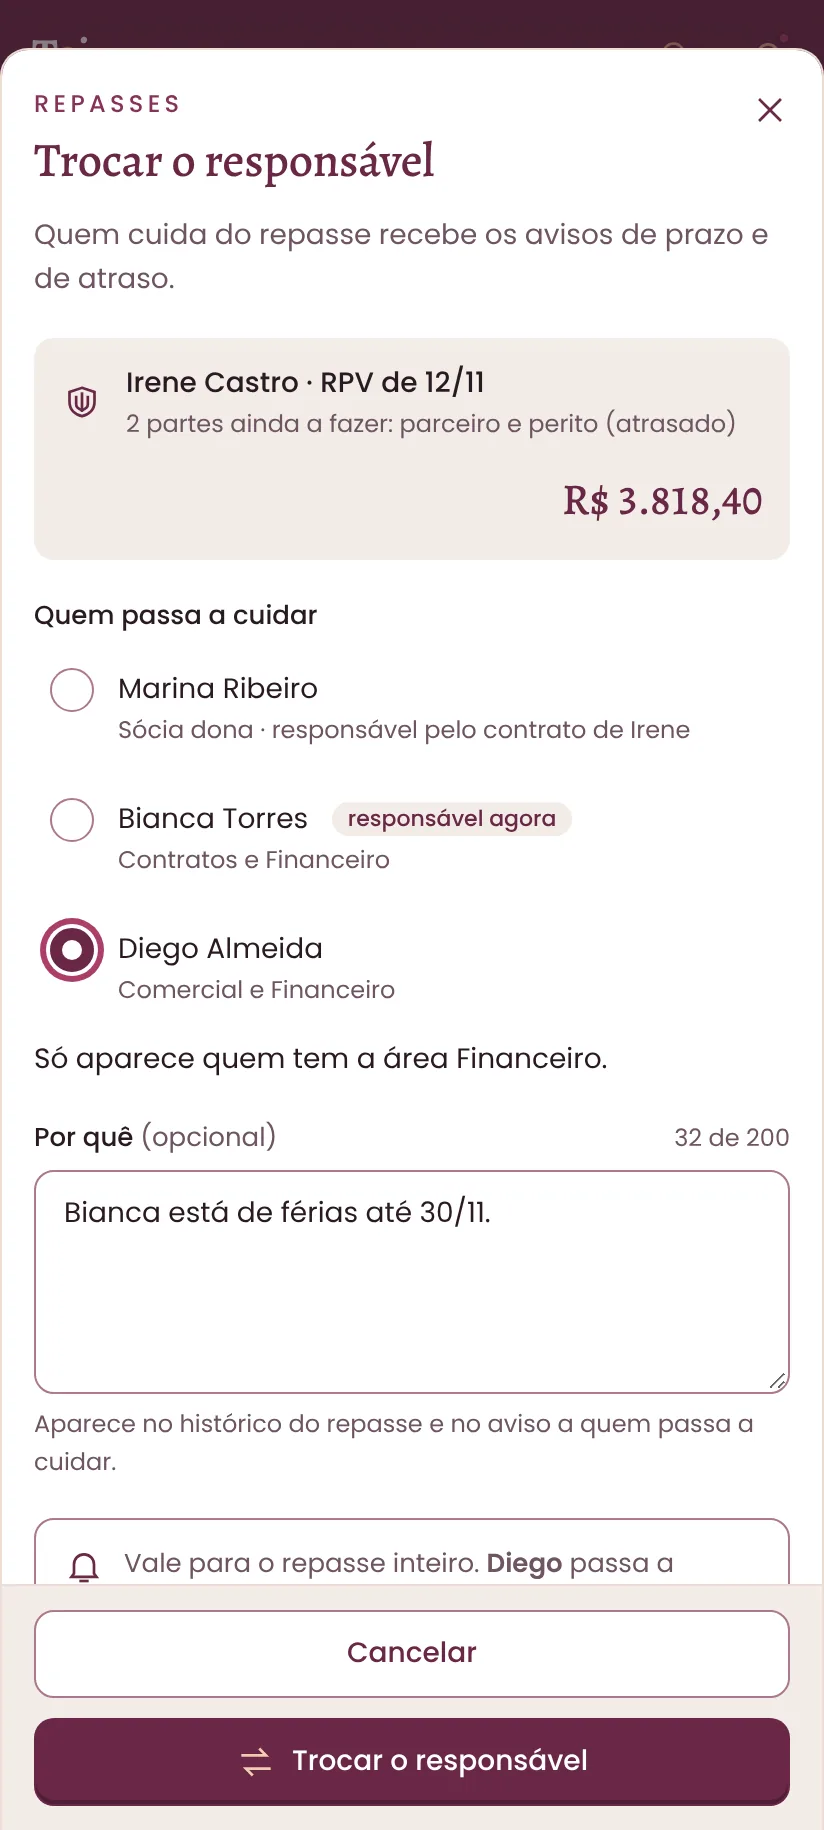 REPASSES
Trocar o responsável
Quem cuida do repasse recebe os avisos de prazo e
de atraso.
Irene Castro · RPV de 12/11
2 partes ainda a fazer: parceiro e perito (atrasado)
R$ 3.818,40
Quem passa a cuidar
Marina Ribeiro
Sócia dona · responsável pelo contrato de Irene
Bianca Torres responsável agora
Contratos e Financeiro
Diego Almeida
Comercial e Financeiro
Só aparece quem tem a área Financeiro.
Por quê (opcional) 32 de 200
Bianca está de férias até 30/11.
Aparece no histórico do repasse e no aviso a quem passa a
cuidar.
Vale para o repasse inteiro. Diego passa a
Cancelar
Trocar o responsável